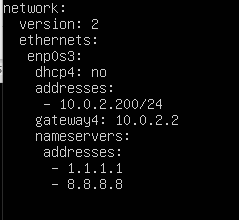 network:
  version: 2
  ethernets:
    enp0s3:
      dhcp4: no
      addresses:
        - 10.0.2.200/24
      gateway4: 10.0.2.2
      nameservers:
        addresses:
          - 1.1.1.1
          - 8.8.8.8